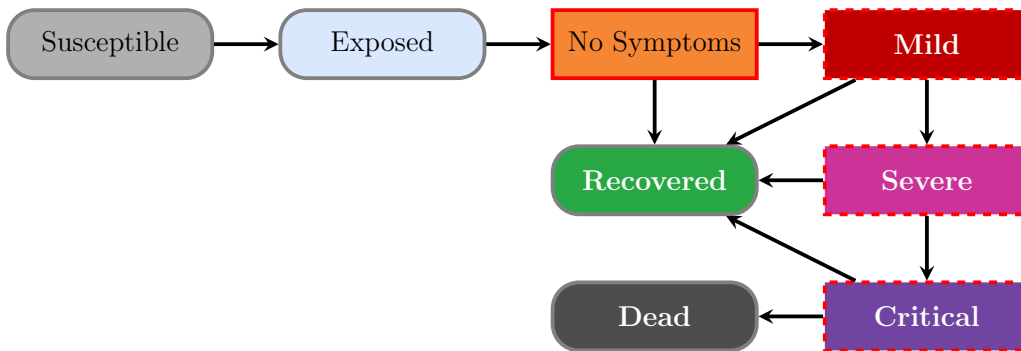 Susceptible
Exposed
No Symptoms
Mild
Recovered
Severe
Dead
Critical